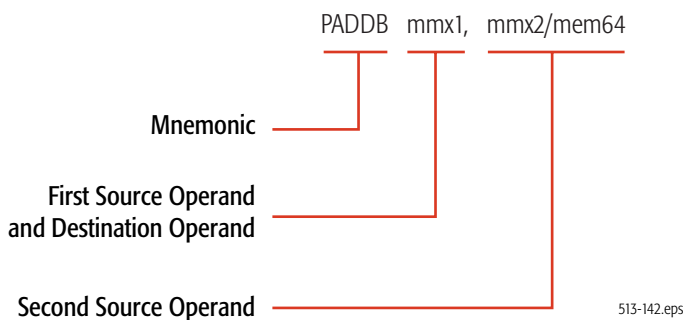 PADDB mmx1, mmx2/mem64
Mnemonic
First Source Operand
and Destination Operand
Second Source Operand
513-142.eps